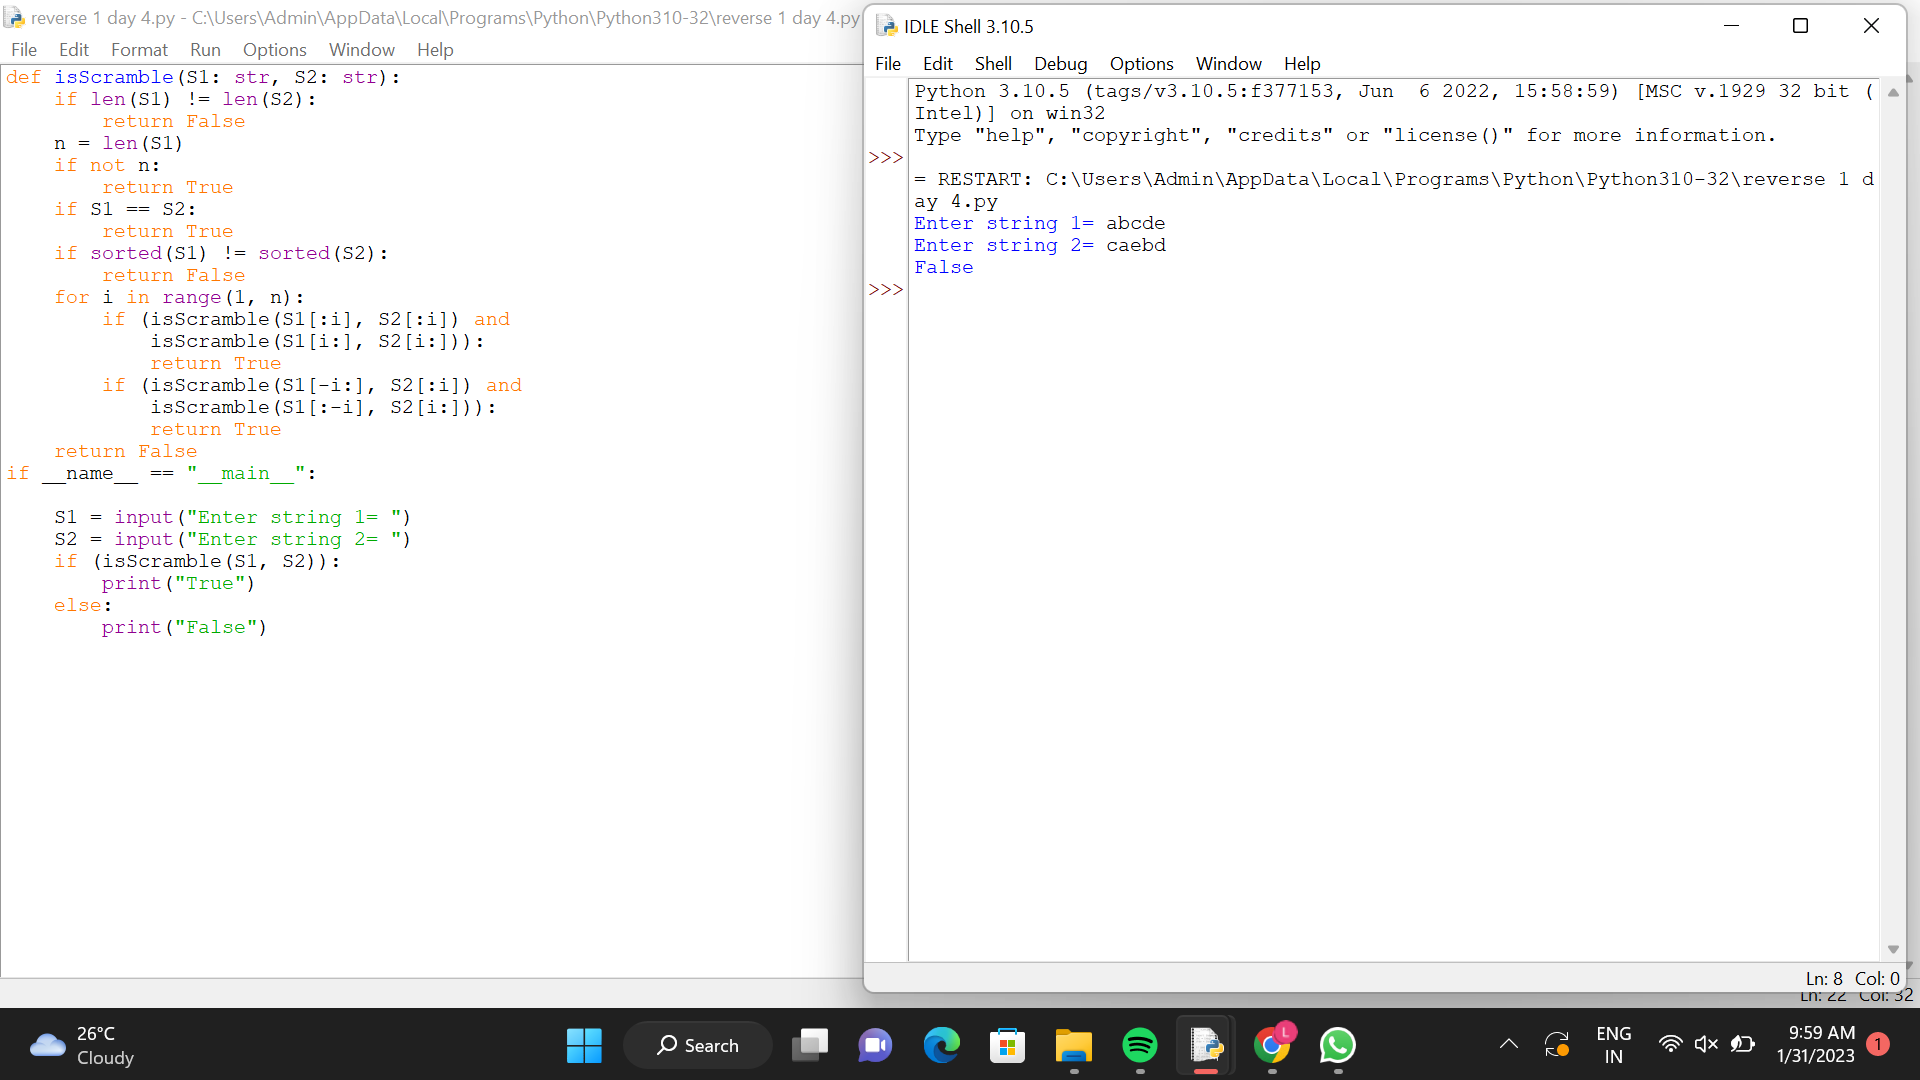 reverse 1 day 4.py - C:\Users\Admin\AppData\Local\Programs\Python\Python310-32\reverse 1 day 4.py
File Edit Format Run Options Window Help
def isScramble(S1: str, S2: str):
    if len(S1) != len(S2):
        return False
    n = len(S1)
    if not n:
        return True
    if S1 == S2:
        return True
    if sorted(S1) != sorted(S2):
        return False
    for i in range(1, n):
        if (isScramble(S1[:i], S2[:i]) and
            isScramble(S1[i:], S2[i:])):
            return True
        if (isScramble(S1[-i:], S2[:i]) and
            isScramble(S1[:-i], S2[i:])):
            return True
    return False
if __name__ == "__main__":
    S1 = input("Enter string 1= ")
    S2 = input("Enter string 2= ")
    if (isScramble(S1, S2)):
        print("True")
    else:
        print("False")
IDLE Shell 3.10.5
File Edit Shell Debug Options Window Help
Python 3.10.5 (tags/v3.10.5:f377153, Jun  6 2022, 15:58:59) [MSC v.1929 32 bit (
Intel)] on win32
Type "help", "copyright", "credits" or "license()" for more information.
>>>
= RESTART: C:\Users\Admin\AppData\Local\Programs\Python\Python310-32\reverse 1 d
ay 4.py
Enter string 1= abcde
Enter string 2= caebd
False
>>>
Ln: 8 Col: 0
Ln: 22 Col: 32
26°C
Cloudy
Search
L
ENG
IN
9:59 AM
1/31/2023
1